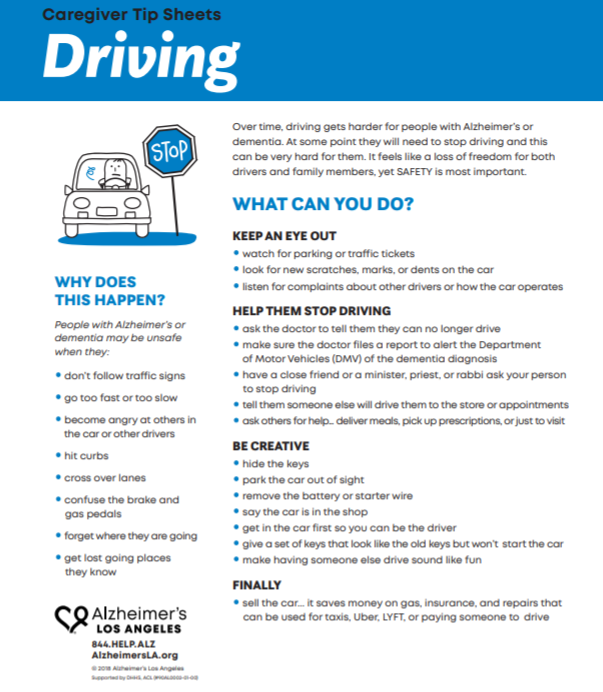 Caregiver Tip Sheets
Driving
STOP
WHY DOES
THIS HAPPEN?
People with Alzheimer's or
dementia may be unsafe
when they:
• don't follow traffic signs
• go too fast or too slow
• become angry at others in
the car or other drivers
• hit curbs
• cross over lanes
• confuse the brake and
gas pedals
• forget where they are going
• get lost going places
they know
Alzheimer's
LOS ANGELES
844.HELP.ALZ
AlzheimersLA.org
© 2018 Alzheimer's Los Angeles
Over time, driving gets harder for people with Alzheimer's or
dementia. At some point they will need to stop driving and this
can be very hard for them. It feels like a loss of freedom for both
drivers and family members, yet SAFETY is most important.
WHAT CAN YOU DO?
KEEP AN EYE OUT
• watch for parking or traffic tickets
• look for new scratches, marks, or dents on the car
• listen for complaints about other drivers or how the car operates
HELP THEM STOP DRIVING
• ask the doctor to tell them they can no longer drive
• make sure the doctor files a report to alert the Department
of Motor Vehicles (DMV) of the dementia diagnosis
• have a close friend or a minister, priest, or rabbi ask your person
to stop driving
• tell them someone else will drive them to the store or appointments
• ask others for help... deliver meals, pick up prescriptions, or just to visit
BE CREATIVE
• hide the keys
• park the car out of sight
• remove the battery or starter wire
• say the car is in the shop
• get in the car first so you can be the driver
• give a set of keys that look like the old keys but won't start the car
• make having someone else drive sound like fun
FINALLY
• sell the car... it saves money on gas, insurance, and repairs that
can be used for taxis, Uber, LYFT, or paying someone to drive